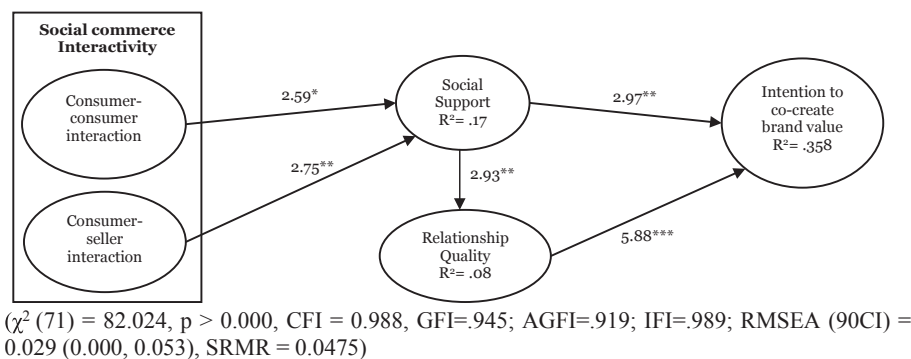 Social commerce
Interactivity
Consumer-
consumer
interaction
2.59*
Social
Support
R²= .17
2.97**
Intention to
co-create
brand value
R²= .358
2.75**
2.93**
Consumer-
seller
interaction
Relationship
Quality
R²= .08
5.88***
(χ² (71) = 82.024, p > 0.000, CFI = 0.988, GFI=.945; AGFI=.919; IFI=.989; RMSEA (90CI) =
0.029 (0.000, 0.053), SRMR = 0.0475)